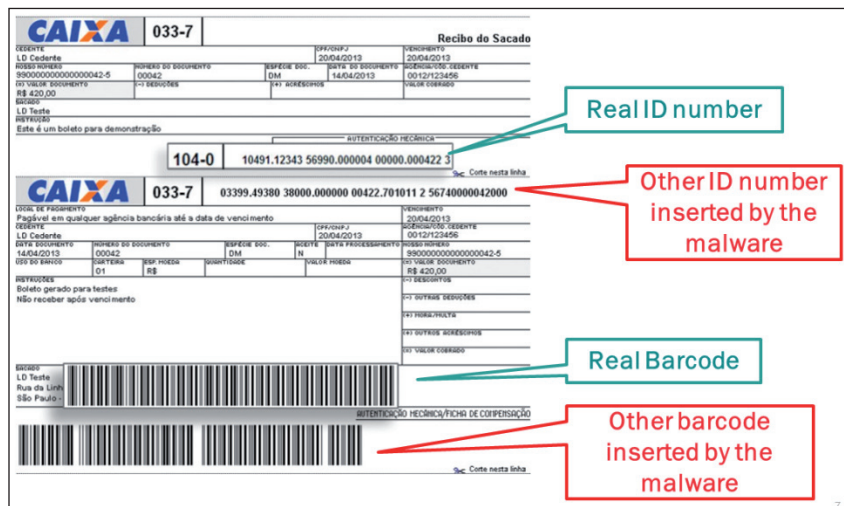 CAIXA 033-7 Recibo do Sacado
CEDENTE CPF/CNPJ VENCIMENTO
LD Cedente 20/04/2013 20/04/2013
NOSSO NÚMERO NÚMERO DO DOCUMENTO ESPÉCIE DOC. DATA DO DOCUMENTO AGÊNCIA/CÓD. CEDENTE
990000000000000042-5 00042 DM 14/04/2013 0012/123456
(=) VALOR DOCUMENTO (-) DEDUÇÕES (+) ACRÉSCIMOS VALOR COBRADO
R$ 420,00
SACADO
LD Teste
INSTRUÇÃO
Este é um boleto para demonstração
AUTENTICAÇÃO MECÂNICA
Real ID number
104-0 10491.12343 56990.000004 00000.000422 3
Corte nesta linha
CAIXA 033-7 03399.49380 38000.000000 00422.701011 2 56740000042000
Other ID number
inserted by the
malware
LOCAL DE PAGAMENTO VENCIMENTO
Pagável em qualquer agência bancária até a data de vencimento 20/04/2013
CEDENTE CPF/CNPJ AGÊNCIA/CÓD. CEDENTE
LD Cedente 20/04/2013 0012/123456
DATA DOCUMENTO NÚMERO DO DOCUMENTO ESPÉCIE DOC. ACEITE DATA PROCESSAMENTO NOSSO NÚMERO
14/04/2013 00042 DM N 990000000000000042-5
USO DO BANCO CARTEIRA ESP. MOEDA QUANTIDADE VALOR MOEDA (=) VALOR DOCUMENTO
01 R$ R$ 420,00
INSTRUÇÕES (-) DESCONTOS
Boleto gerado para testes
Não receber após vencimento
(-) OUTRAS DEDUÇÕES
(+) MORA/MULTA
(+) OUTROS ACRÉSCIMOS
(=) VALOR COBRADO
Real Barcode
SACADO
LD Teste
Rua da Linh
São Paulo -
AUTENTICAÇÃO MECÂNICA/FICHA DE COMPENSAÇÃO
Other barcode
inserted by the
malware
Corte nesta linha
7